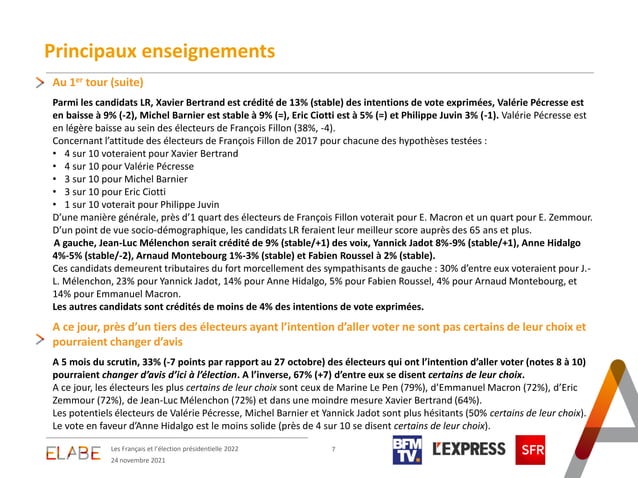 Principaux enseignements
Au 1er tour (suite)
Parmi les candidats LR, Xavier Bertrand est crédité de 13% (stable) des intentions de vote exprimées, Valérie Pécresse est
en baisse à 9% (-2), Michel Barnier est stable à 9% (=), Eric Ciotti est à 5% (=) et Philippe Juvin 3% (-1). Valérie Pécresse est
en légère baisse au sein des électeurs de François Fillon (38%, -4).
Concernant l’attitude des électeurs de François Fillon de 2017 pour chacune des hypothèses testées :
• 4 sur 10 voteraient pour Xavier Bertrand
• 4 sur 10 pour Valérie Pécresse
• 3 sur 10 pour Michel Barnier
• 3 sur 10 pour Eric Ciotti
• 1 sur 10 voterait pour Philippe Juvin
D’une manière générale, près d’1 quart des électeurs de François Fillon voterait pour E. Macron et un quart pour E. Zemmour.
D’un point de vue socio-démographique, les candidats LR feraient leur meilleur score auprès des 65 ans et plus.
A gauche, Jean-Luc Mélenchon serait crédité de 9% (stable/+1) des voix, Yannick Jadot 8%-9% (stable/+1), Anne Hidalgo
4%-5% (stable/-2), Arnaud Montebourg 1%-3% (stable) et Fabien Roussel à 2% (stable).
Ces candidats demeurent tributaires du fort morcellement des sympathisants de gauche : 30% d’entre eux voteraient pour J.-
L. Mélenchon, 23% pour Yannick Jadot, 14% pour Anne Hidalgo, 5% pour Fabien Roussel, 4% pour Arnaud Montebourg, et
14% pour Emmanuel Macron.
Les autres candidats sont crédités de moins de 4% des intentions de vote exprimées.
A ce jour, près d’un tiers des électeurs ayant l’intention d’aller voter ne sont pas certains de leur choix et
pourraient changer d’avis
A 5 mois du scrutin, 33% (-7 points par rapport au 27 octobre) des électeurs qui ont l’intention d’aller voter (notes 8 à 10)
pourraient changer d’avis d’ici à l’élection. A l’inverse, 67% (+7) d’entre eux se disent certains de leur choix.
A ce jour, les électeurs les plus certains de leur choix sont ceux de Marine Le Pen (79%), d’Emmanuel Macron (72%), d’Eric
Zemmour (72%), de Jean-Luc Mélenchon (72%) et dans une moindre mesure Xavier Bertrand (64%).
Les potentiels électeurs de Valérie Pécresse, Michel Barnier et Yannick Jadot sont plus hésitants (50% certains de leur choix).
Le vote en faveur d’Anne Hidalgo est le moins solide (près de 4 sur 10 se disent certains de leur choix).
ELABE
Les Français et l’élection présidentielle 2022
24 novembre 2021
7
BFM
TV.
L'EXPRESS
SFR